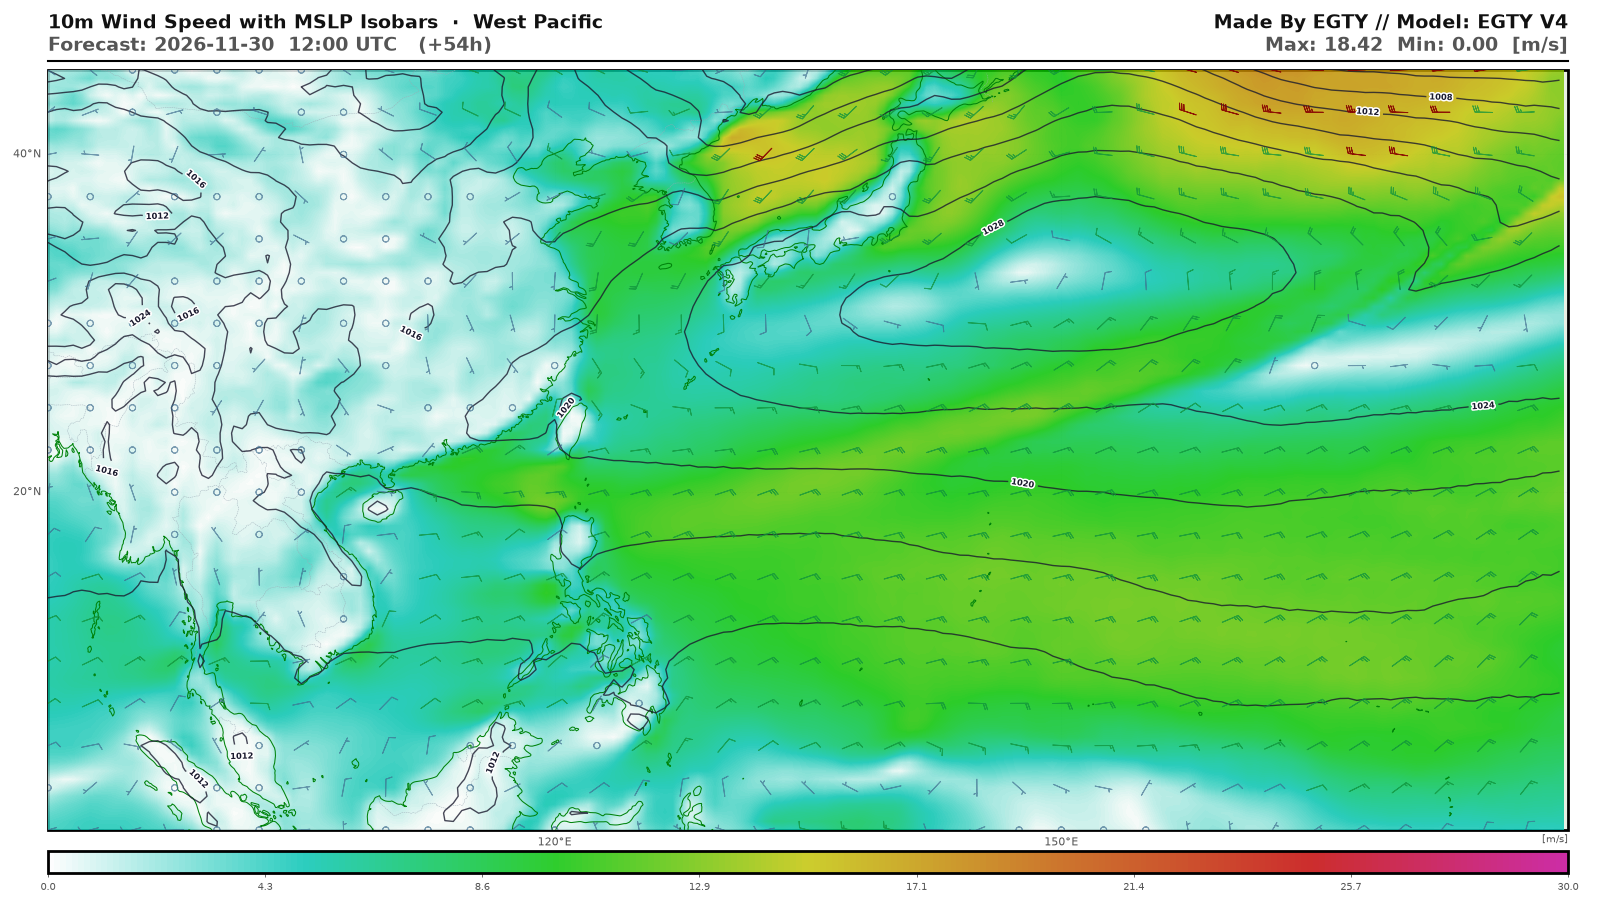 10m Wind Speed with MSLP Isobars · West Pacific
Made By EGTY // Model: EGTY V4
Forecast: 2026-11-30 12:00 UTC (+54h)
Max: 18.42 Min: 0.00 [m/s]
1008
1012
40°N
1016
1012
1028
1024
1016
1016
1020
1024
1016
1020
20°N
1012
1012
1012
120°E
150°E
[m/s]
0.0
4.3
8.6
12.9
17.1
21.4
25.7
30.0